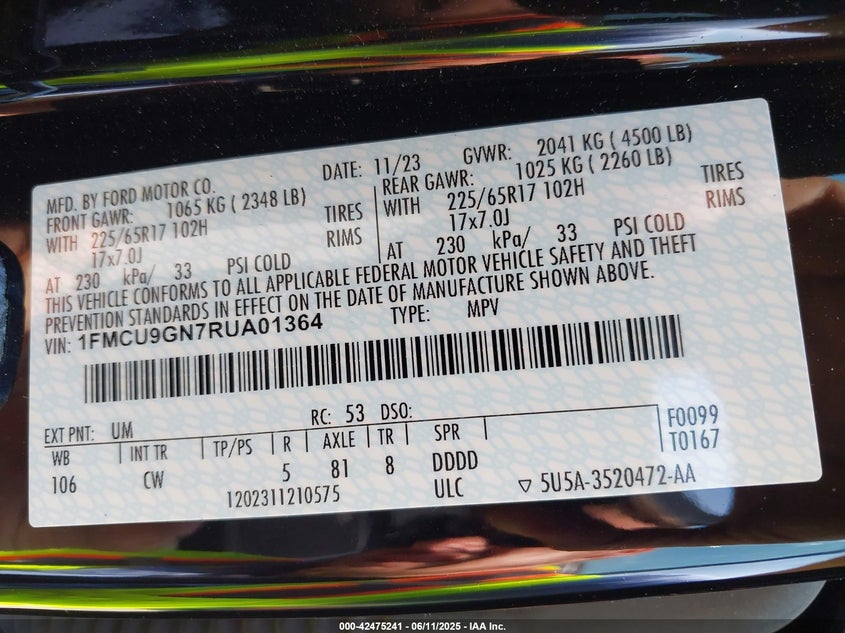 MFD. BY FORD MOTOR CO. DATE: 11/23 GVWR: 2041 KG ( 4500 LB)
FRONT GAWR: 1065 KG ( 2348 LB) REAR GAWR: 1025 KG ( 2260 LB)
WITH 225/65R17 102H TIRES WITH 225/65R17 102H TIRES
17x7.0J RIMS 17x7.0J RIMS
AT 230 kPa/ 33 PSI COLD AT 230 kPa/ 33 PSI COLD
THIS VEHICLE CONFORMS TO ALL APPLICABLE FEDERAL MOTOR VEHICLE SAFETY AND THEFT
PREVENTION STANDARDS IN EFFECT ON THE DATE OF MANUFACTURE SHOWN ABOVE.
VIN: 1FMCU9GN7RUA01364 TYPE: MPV
EXT PNT: UM RC: 53 DSO:
WB INT TR TP/PS R AXLE TR SPR
106 CW 5 81 8 DDDD
1202311210575 ULC
F0099
T0167
▽ 5U5A-3520472-AA
000-42475241 - 06/11/2025 - IAA Inc.